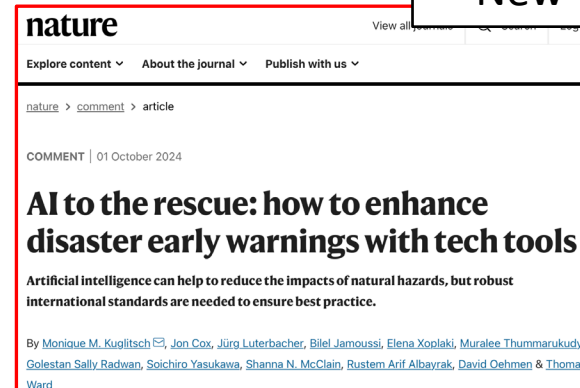 New
nature
View all journals Search
Explore content About the journal Publish with us
nature > comment > article
COMMENT | 01 October 2024
AI to the rescue: how to enhance
disaster early warnings with tech tools
Artificial intelligence can help to reduce the impacts of natural hazards, but robust
international standards are needed to ensure best practice.
By Monique M. Kuglitsch, Jon Cox, Jürg Luterbacher, Bilel Jamoussi, Elena Xoplaki, Muralee Thummarukudy
Golestan Sally Radwan, Soichiro Yasukawa, Shanna N. McClain, Rustem Arif Albayrak, David Oehmen & Thoma
Ward